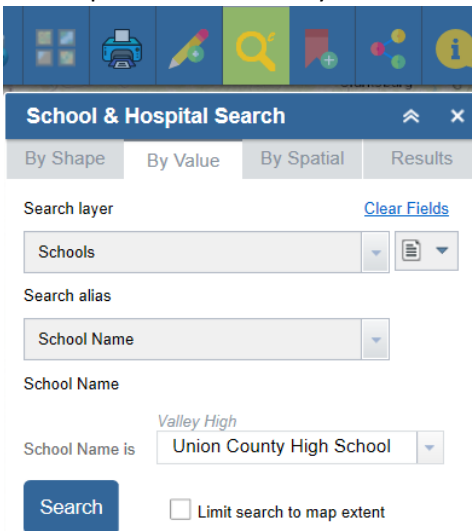 School & Hospital Search
By Shape By Value By Spatial Results
Search layer Clear Fields
Schools
Search alias
School Name
School Name
Valley High
School Name is Union County High School
Search Limit search to map extent